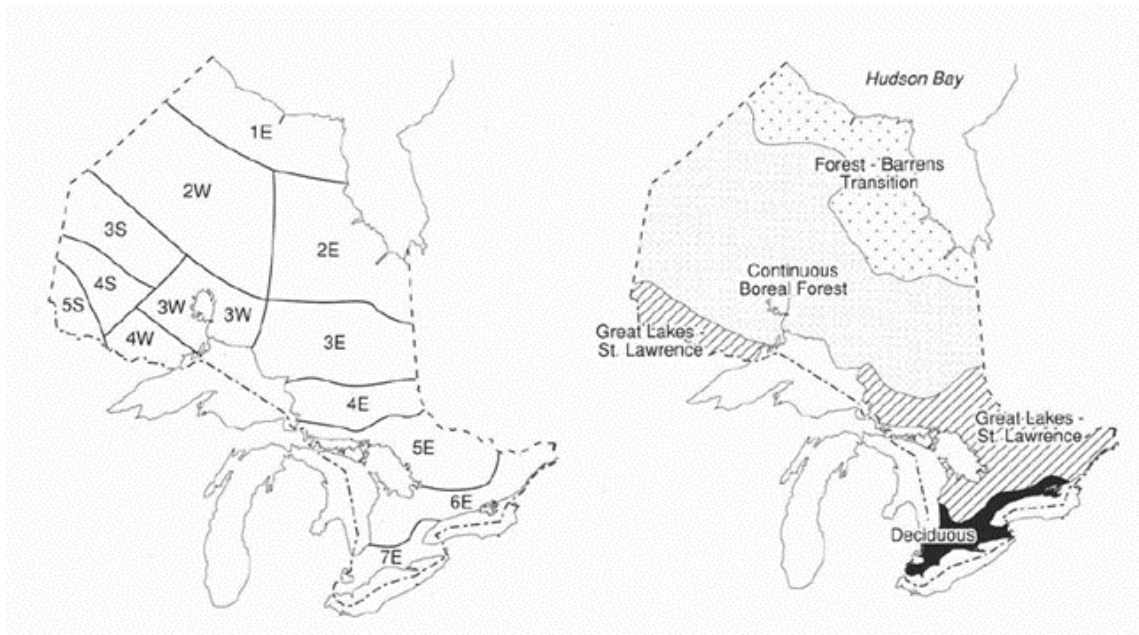 1E
2W
2E
3S
4S
5S
3W
3W
4W
3E
4E
5E
6E
7E
Hudson Bay
Forest - Barrens
Transition
Continuous
Boreal Forest
Great Lakes -
St. Lawrence
Great Lakes -
St. Lawrence
Deciduous